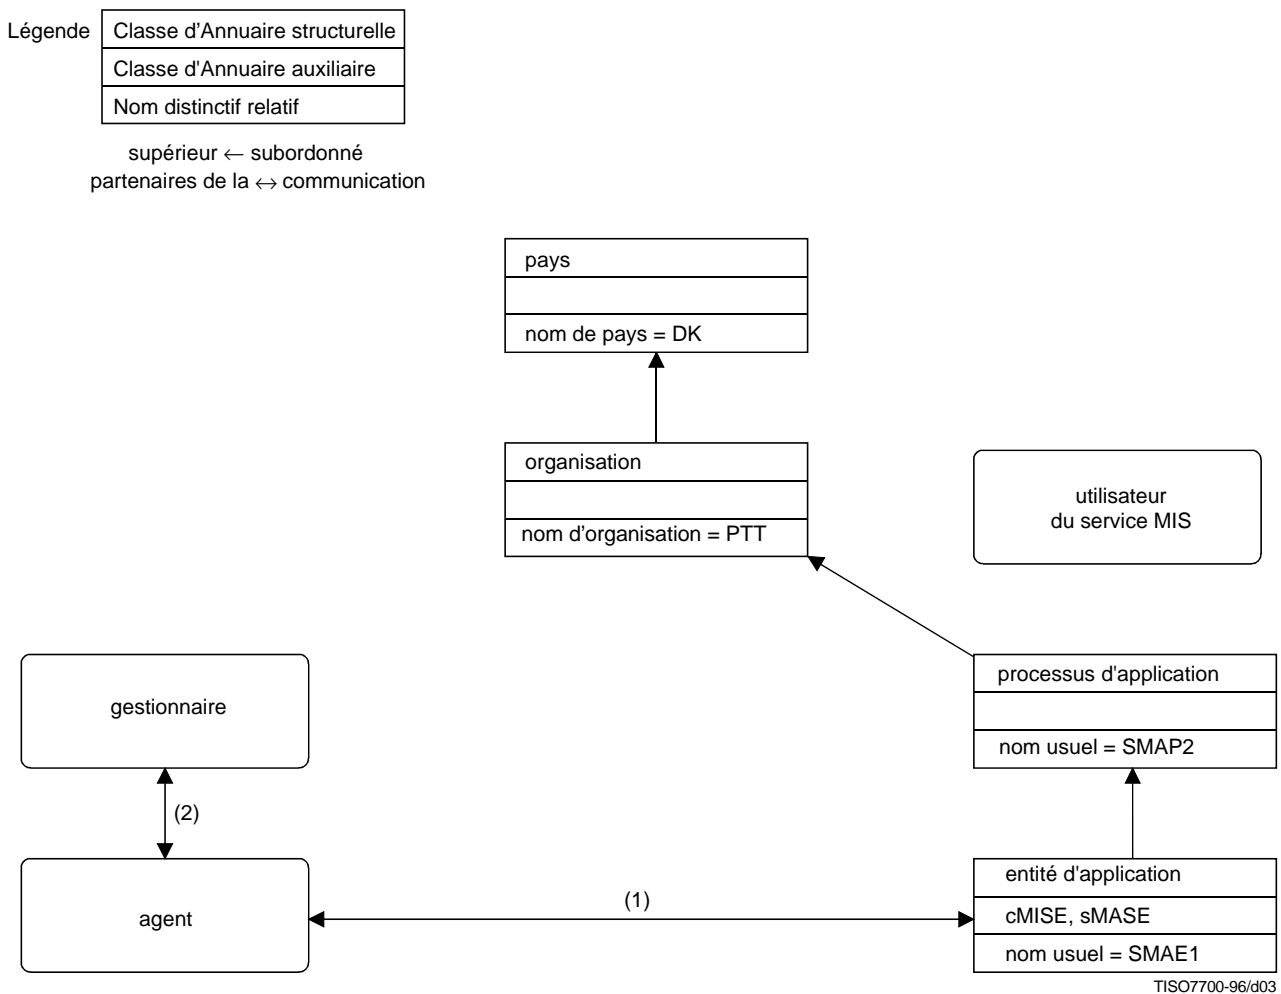 Légende
Classe d’Annuaire structurelle
Classe d'Annuaire auxiliaire
Nom distinctif relatif
supérieur ← subordonné
partenaires de la ↔ communication
pays
nom de pays = DK
organisation
nom d’organisation = PTT
utilisateur
du service MIS
gestionnaire
processus d'application
nom usuel = SMAP2
(2)
agent
(1)
entité d'application
cMISE, sMASE
nom usuel = SMAE1
TISO7700-96/d03